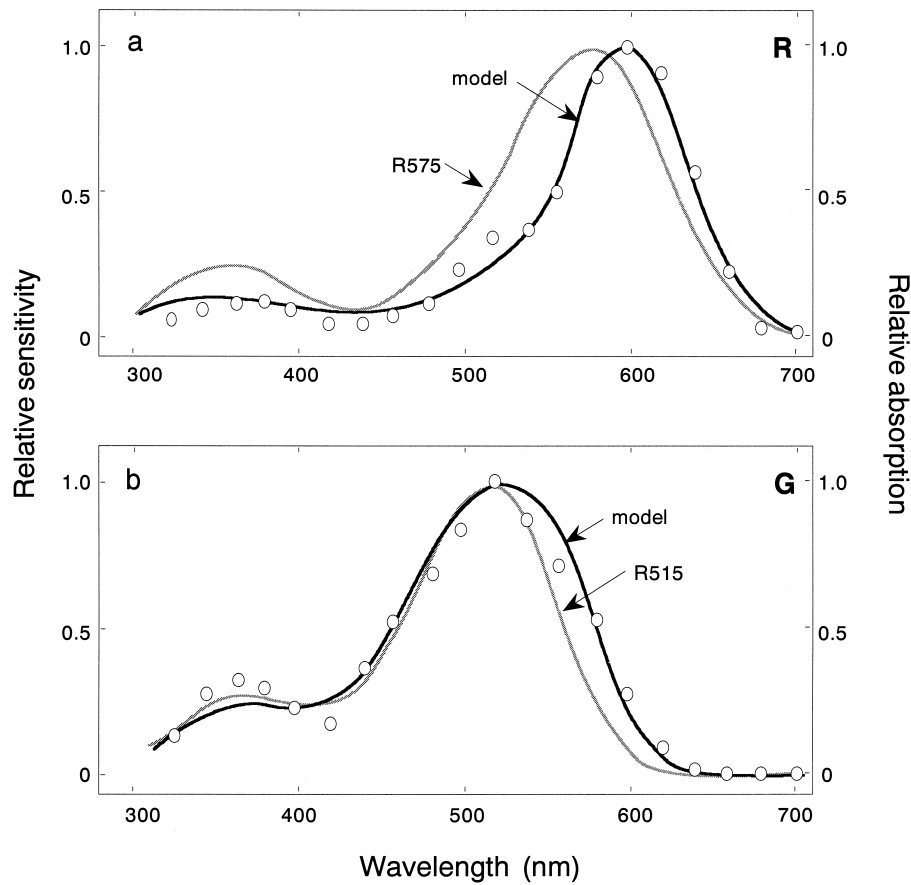 a
R
1.0
1.0
model
R575
0.5
0.5
0
0
300 400 500 600 700
Relative sensitivity
Relative absorption
b
G
1.0
1.0
model
R515
0.5
0.5
0
0
300 400 500 600 700
Wavelength (nm)